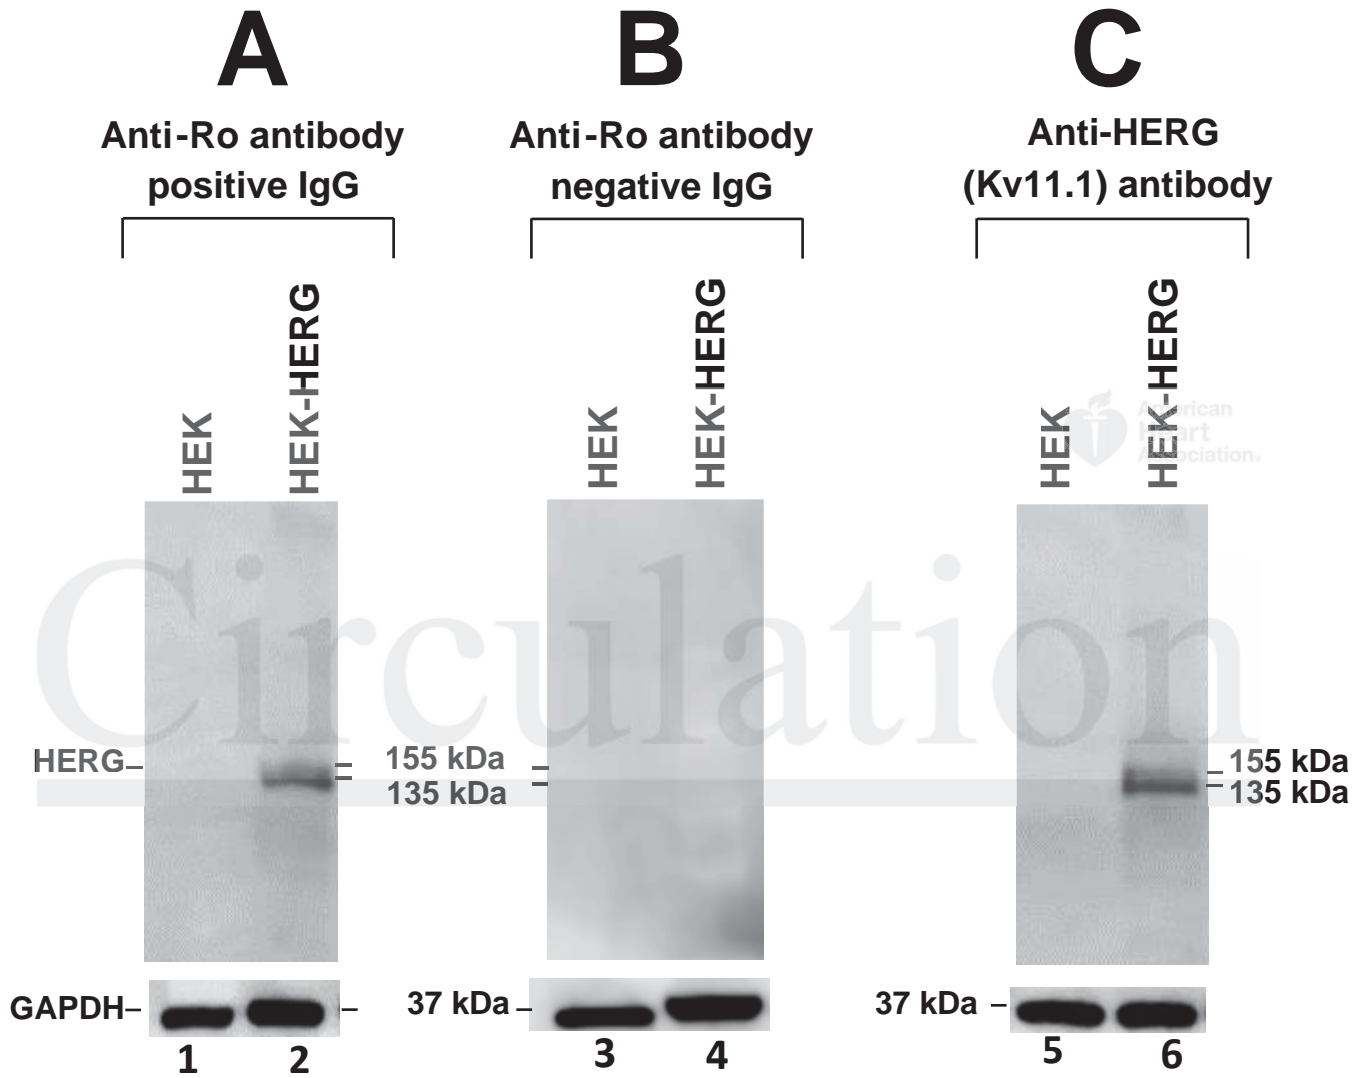 A
B
C
Anti-Ro antibody
positive IgG
Anti-Ro antibody
negative IgG
Anti-HERG
(Kv11.1) antibody
HEK
HEK-HERG
HEK
HEK-HERG
HEK
HEK-HERG
American
Heart
Association®
Circulation
HERG–
155 kDa
135 kDa
155 kDa
135 kDa
GAPDH–
37 kDa
37 kDa
1
2
3
4
5
6